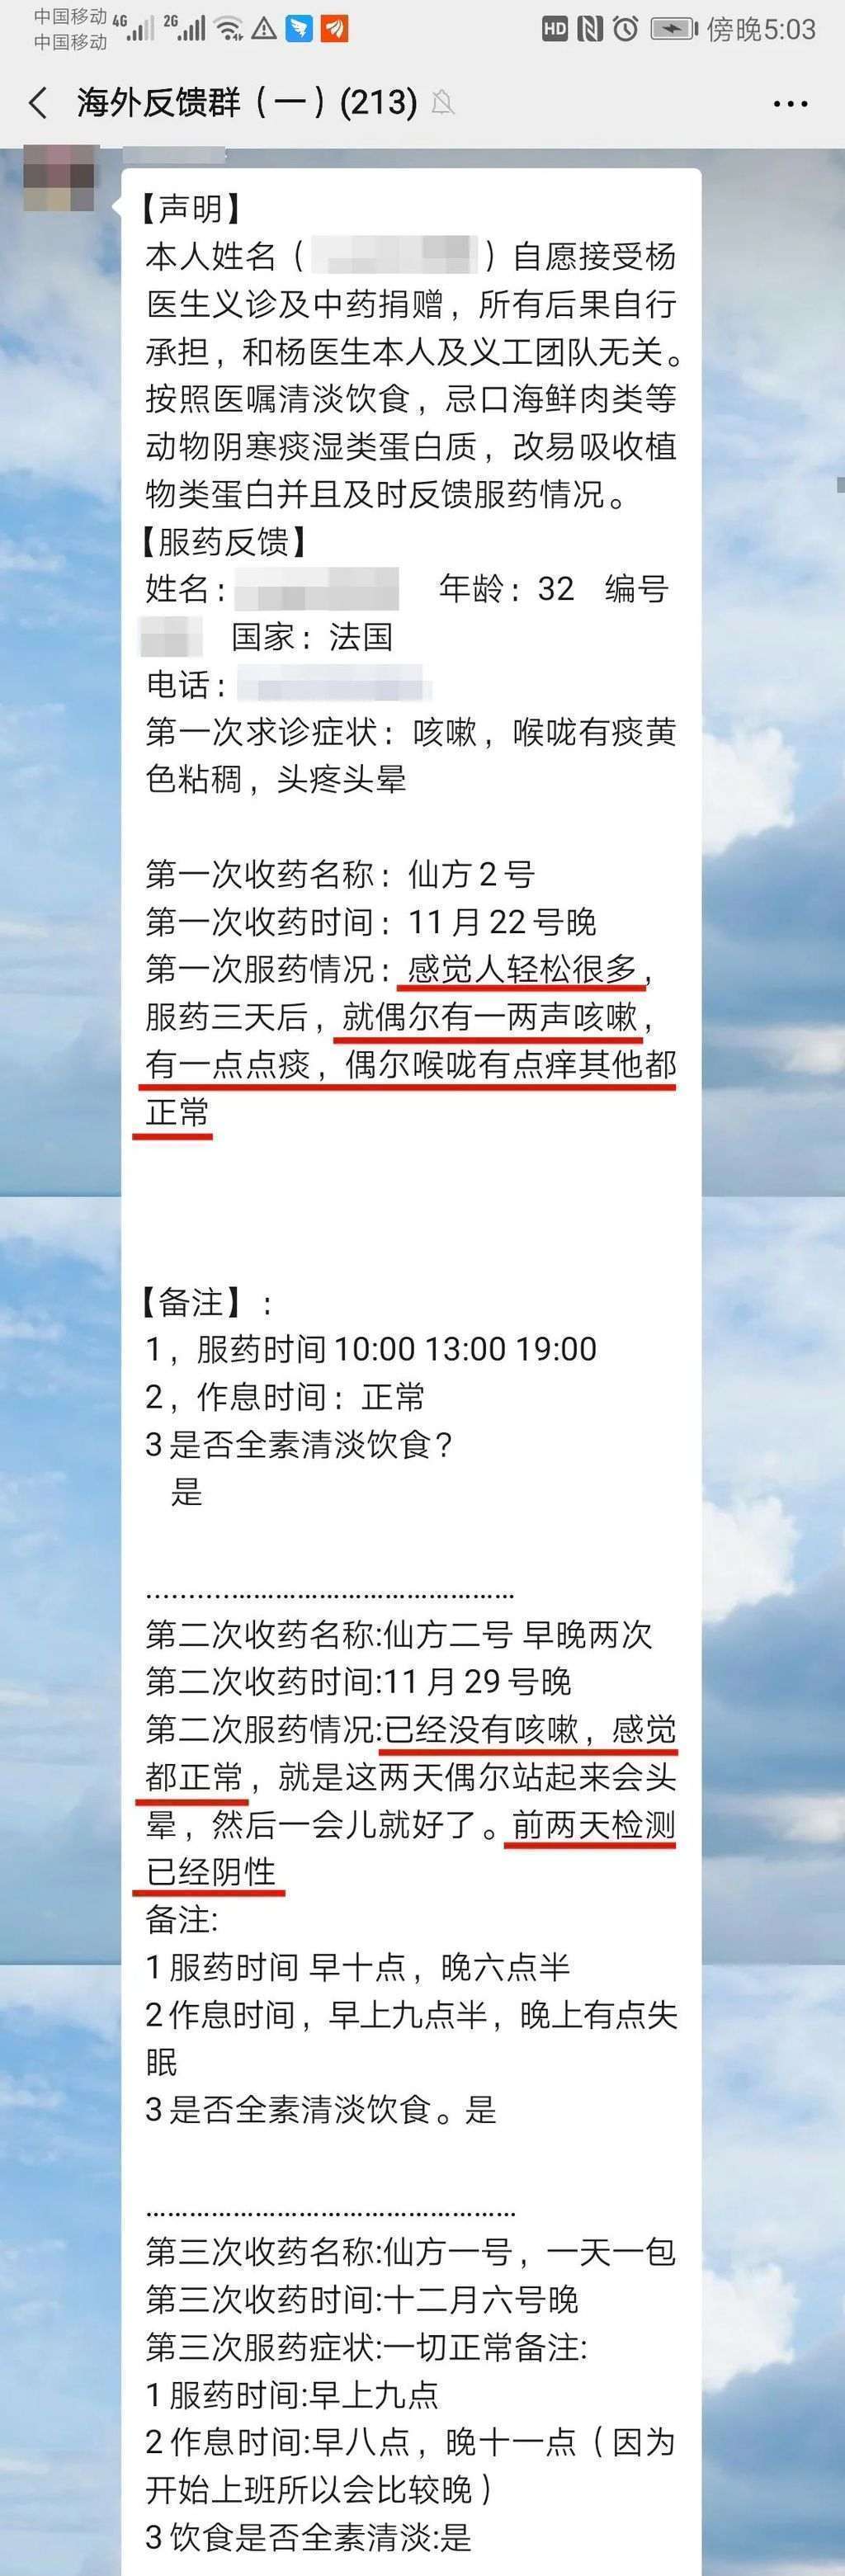 中国移动 4G 2G HD 傍晚5:03
中国移动
海外反馈群（一）(213)
【声明】
本人姓名（ ）自愿接受杨
医生义诊及中药捐赠，所有后果自行
承担，和杨医生本人及义工团队无关。
按照医嘱清淡饮食，忌口海鲜肉类等
动物阴寒痰湿类蛋白质，改易吸收植
物类蛋白并且及时反馈服药情况。
【服药反馈】
姓名： 年龄：32 编号
国家：法国
电话：
第一次求诊症状：咳嗽，喉咙有痰黄
色粘稠，头疼头晕
第一次收药名称：仙方2号
第一次收药时间：11月22号晚
第一次服药情况：感觉人轻松很多，
服药三天后，就偶尔有一两声咳嗽，
有一点点痰，偶尔喉咙有点痒其他都
正常
【备注】：
1，服药时间10:00 13:00 19:00
2，作息时间：正常
3是否全素清淡饮食？
是
………………………………………
第二次收药名称:仙方二号 早晚两次
第二次收药时间:11月29号晚
第二次服药情况:已经没有咳嗽，感觉
都正常，就是这两天偶尔站起来会头
晕，然后一会儿就好了。前两天检测
已经阴性
备注:
1服药时间 早十点，晚六点半
2作息时间，早上九点半，晚上有点失
眠
3是否全素清淡饮食。是
………………………………………
第三次收药名称:仙方一号，一天一包
第三次收药时间:十二月六号晚
第三次服药症状:一切正常备注:
1服药时间:早上九点
2作息时间:早八点，晚十一点（因为
开始上班所以会比较晚）
3饮食是否全素清淡:是